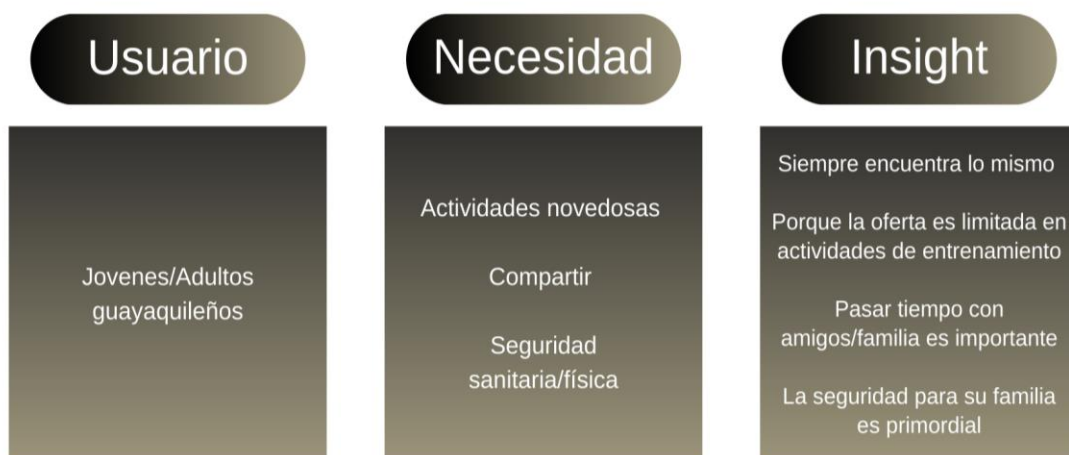 Usuario
Jovenes/Adultos
guayaquileños
Necesidad
Actividades novedosas
Compartir
Seguridad
sanitaria/física
Insight
Siempre encuentra lo mismo
Porque la oferta es limitada en
actividades de entrenamiento
Pasar tiempo con
amigos/familia es importante
La seguridad para su familia
es primordial